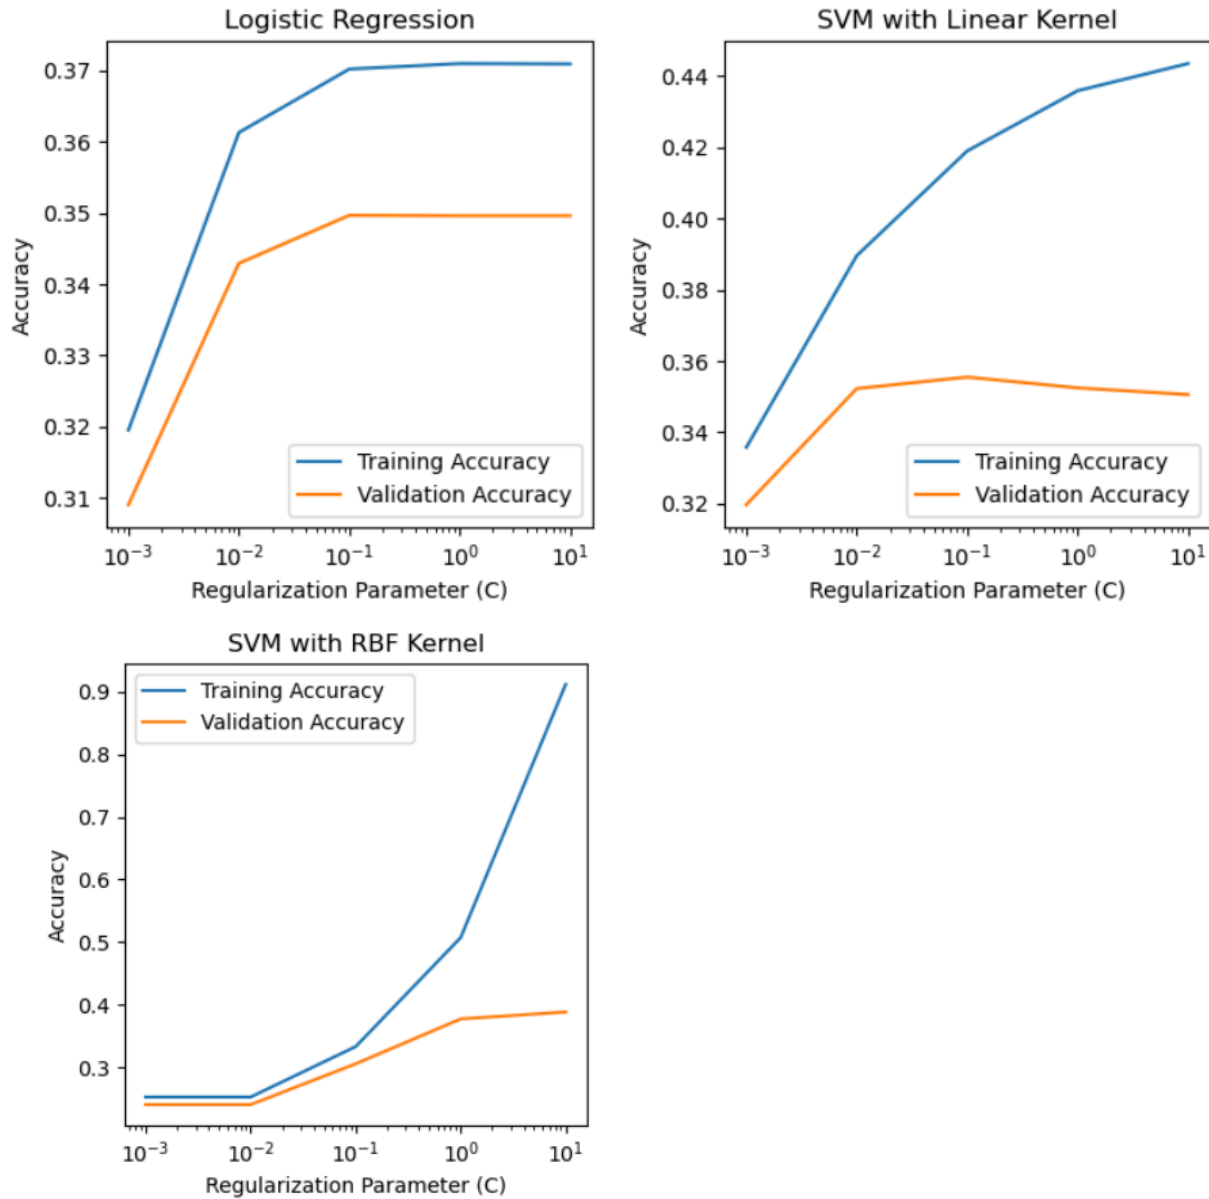 Logistic Regression
0.37
0.36
0.35
0.34
0.33
0.32
0.31
Accuracy
Training Accuracy
Validation Accuracy
10⁻³ 10⁻² 10⁻¹ 10⁰ 10¹
Regularization Parameter (C)
SVM with Linear Kernel
0.44
0.42
0.40
0.38
0.36
0.34
0.32
Accuracy
Training Accuracy
Validation Accuracy
10⁻³ 10⁻² 10⁻¹ 10⁰ 10¹
Regularization Parameter (C)
SVM with RBF Kernel
Training Accuracy
Validation Accuracy
0.9
0.8
0.7
0.6
0.5
0.4
0.3
Accuracy
10⁻³ 10⁻² 10⁻¹ 10⁰ 10¹
Regularization Parameter (C)